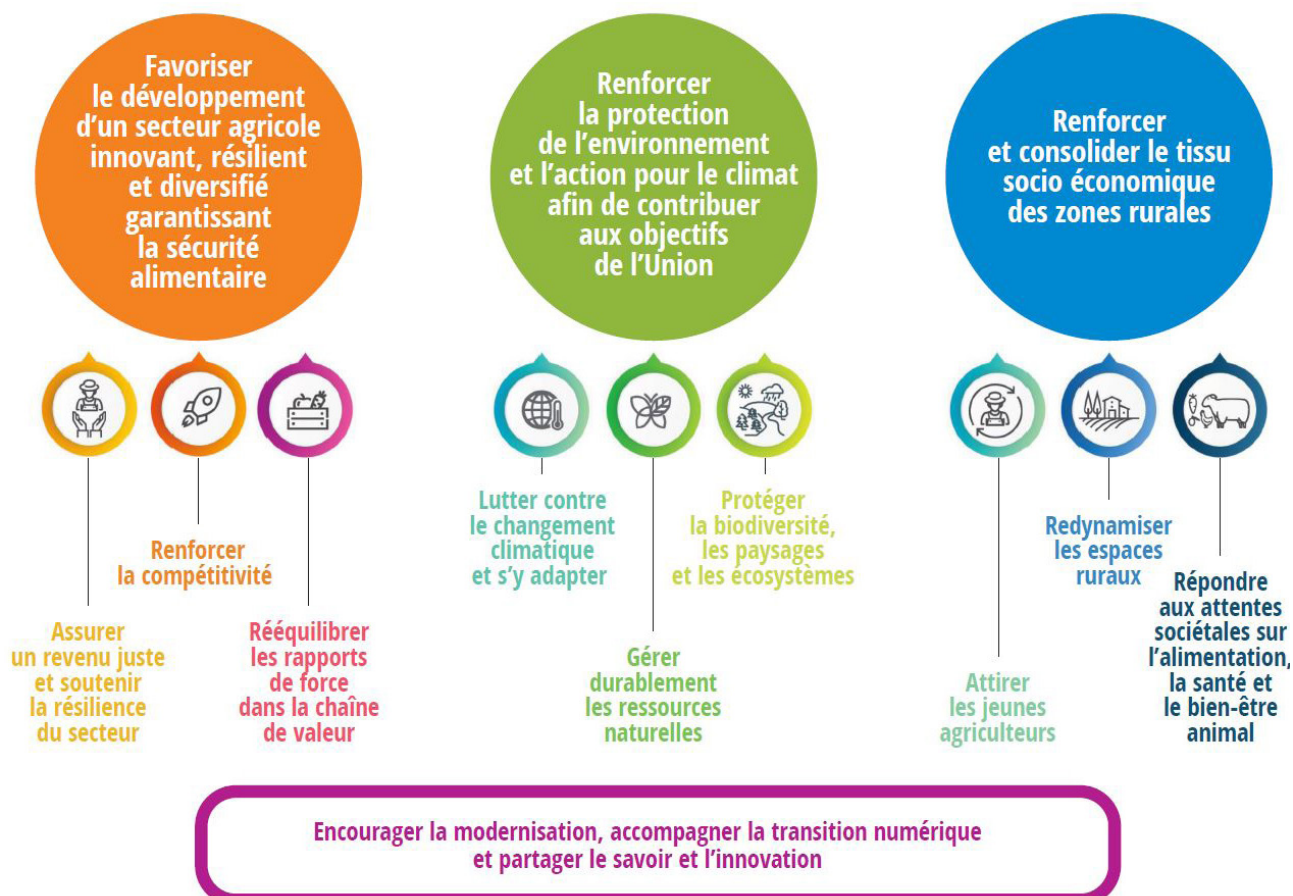 Favoriser
le développement
d'un secteur agricole
innovant, résilient
et diversifié
garantissant
la sécurité
alimentaire
Renforcer
la protection
de l'environnement
et l'action pour le climat
afin de contribuer
aux objectifs
de l'Union
Renforcer
et consolider le tissu
socio économique
des zones rurales
Assurer
un revenu juste
et soutenir
la résilience
du secteur
Renforcer
la compétitivité
Rééquilibrer
les rapports
de force
dans la chaîne
de valeur
Lutter contre
le changement
climatique
et s'y adapter
Gérer
durablement
les ressources
naturelles
Protéger
la biodiversité,
les paysages
et les écosystèmes
Attirer
les jeunes
agriculteurs
Redynamiser
les espaces
ruraux
Répondre
aux attentes
sociétales sur
l'alimentation,
la santé et
le bien-être
animal
Encourager la modernisation, accompagner la transition numérique
et partager le savoir et l'innovation